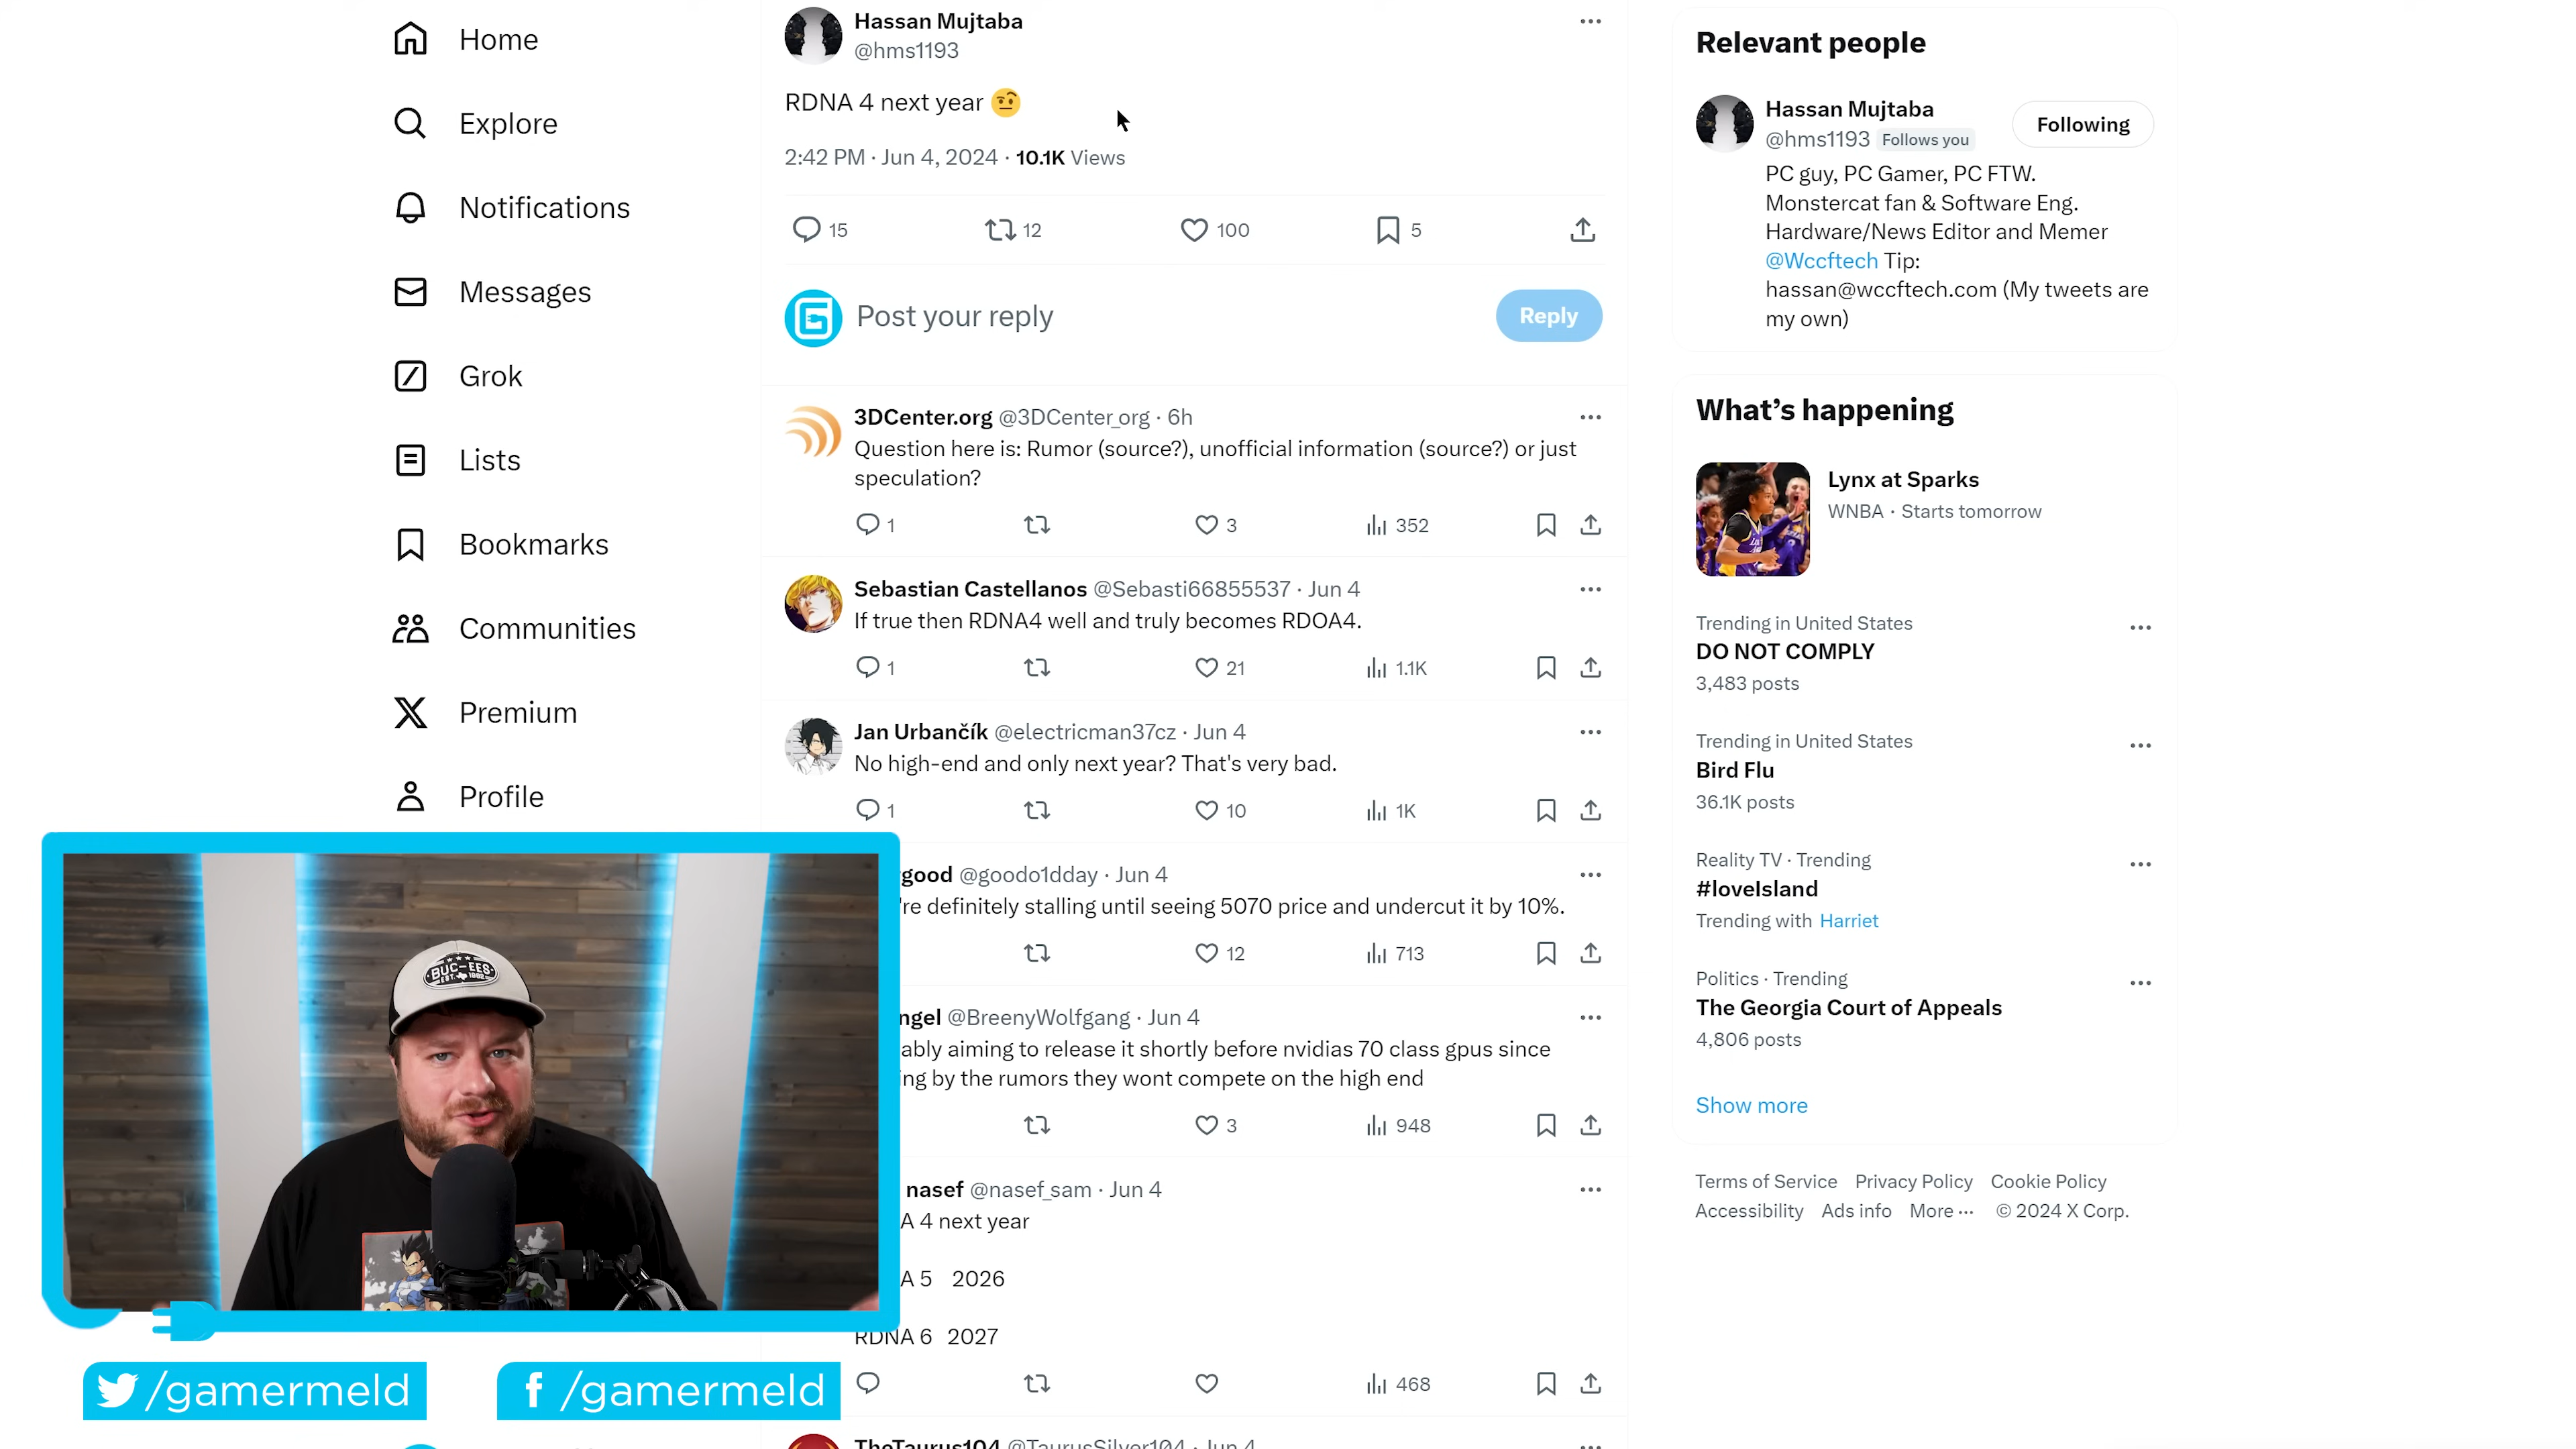 Home
Explore
Notifications
Messages
Grok
Lists
Bookmarks
Communities
Premium
Profile
Hassan Mujtaba
@hms1193
RDNA 4 next year 🤨
2:42 PM · Jun 4, 2024 · 10.1K Views
15 12 100 5
Post your reply
Reply
3DCenter.org @3DCenter_org · 6h
Question here is: Rumor (source?), unofficial information (source?) or just
speculation?
1 3 352
Sebastian Castellanos @Sebasti66855537 · Jun 4
If true then RDNA4 well and truly becomes RDOA4.
1 21 1.1K
Jan Urbančík @electricman37cz · Jun 4
No high-end and only next year? That's very bad.
1 10 1K
good @goodo1dday · Jun 4
're definitely stalling until seeing 5070 price and undercut it by 10%.
12 713
ngel @BreenyWolfgang · Jun 4
ably aiming to release it shortly before nvidias 70 class gpus since
ing by the rumors they wont compete on the high end
3 948
nasef @nasef_sam · Jun 4
A 4 next year
A 5 2026
RDNA 6 2027
468
TheTaurus104 @TaurusSilver104 · Jun 4
Relevant people
Hassan Mujtaba
@hms1193 Follows you
Following
PC guy, PC Gamer, PC FTW.
Monstercat fan & Software Eng.
Hardware/News Editor and Memer
@Wccftech Tip:
hassan@wccftech.com (My tweets are
my own)
What's happening
Lynx at Sparks
WNBA · Starts tomorrow
Trending in United States
DO NOT COMPLY
3,483 posts
Trending in United States
Bird Flu
36.1K posts
Reality TV · Trending
#loveIsland
Trending with Harriet
Politics · Trending
The Georgia Court of Appeals
4,806 posts
Show more
Terms of Service Privacy Policy Cookie Policy
Accessibility Ads info More ··· © 2024 X Corp.
BUC-EES
/gamermeld
/gamermeld